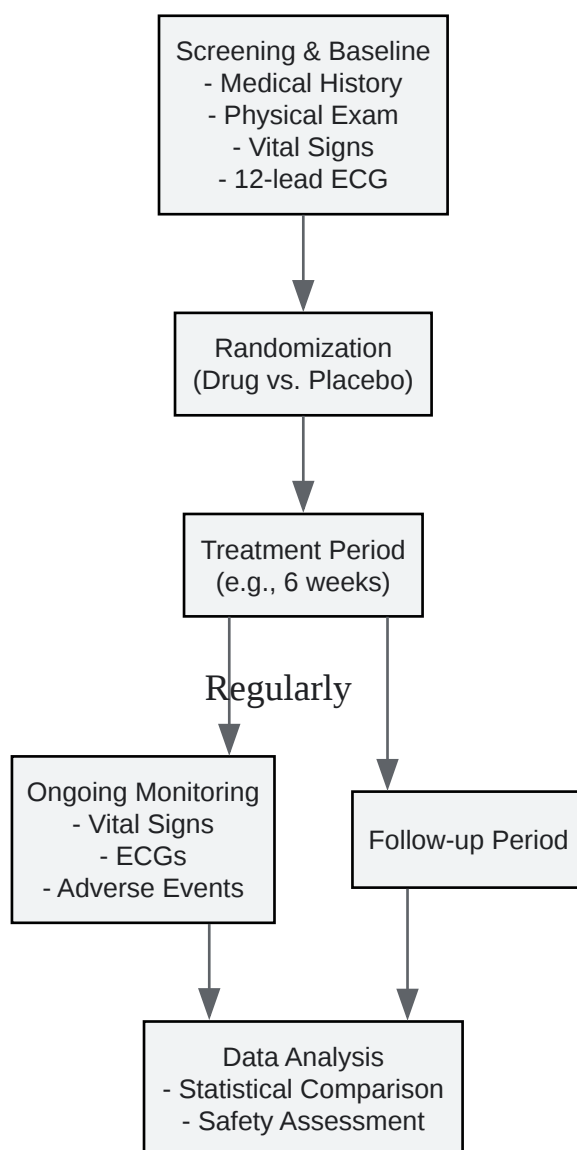 Screening & Baseline
- Medical History
- Physical Exam
- Vital Signs
- 12-lead ECG
Randomization
(Drug vs. Placebo)
Treatment Period
(e.g., 6 weeks)
Regularly
Ongoing Monitoring
- Vital Signs
- ECGs
- Adverse Events
Follow-up Period
Data Analysis
- Statistical Comparison
- Safety Assessment